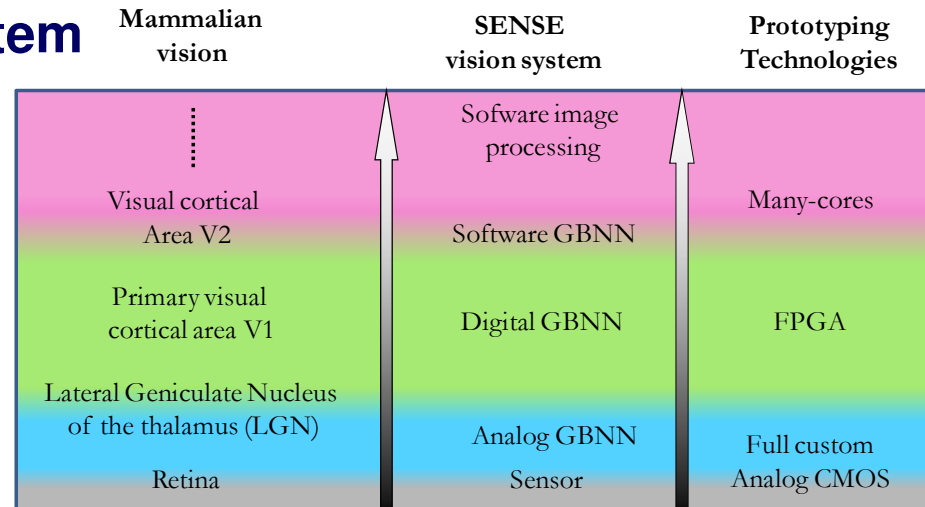 tem
Mammalian
vision
SENSE
vision system
Prototyping
Technologies
Sofware image
processing
Visual cortical
Area V2
Software GBNN
Many-cores
Primary visual
cortical area V1
Digital GBNN
FPGA
Lateral Geniculate Nucleus
of the thalamus (LGN)
Analog GBNN
Full custom
Analog CMOS
Retina
Sensor